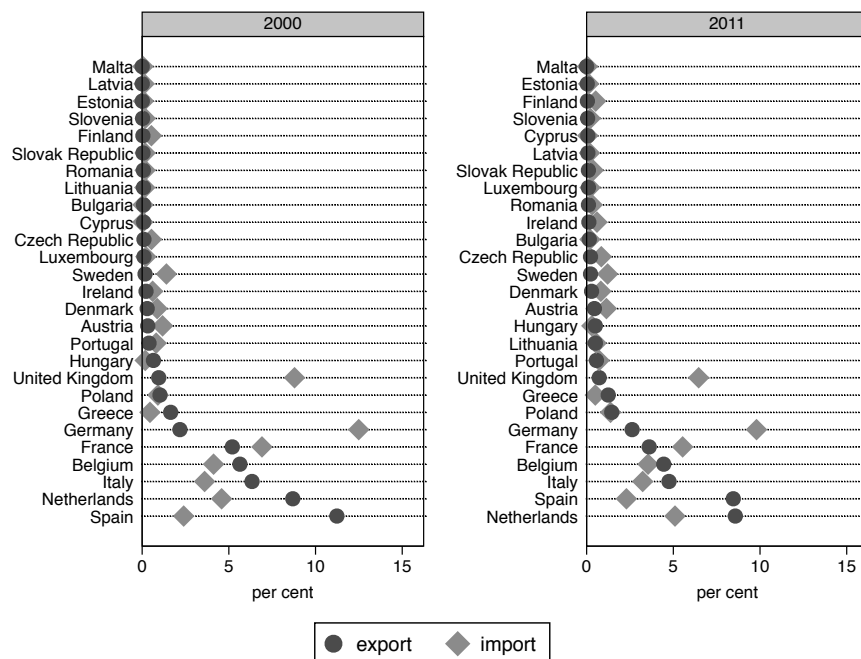 2000
Malta
Latvia
Estonia
Slovenia
Finland
Slovak Republic
Romania
Lithuania
Bulgaria
Cyprus
Czech Republic
Luxembourg
Sweden
Ireland
Denmark
Austria
Portugal
Hungary
United Kingdom
Poland
Greece
Germany
France
Belgium
Italy
Netherlands
Spain
0 5 10 15
per cent
2011
Malta
Estonia
Finland
Slovenia
Cyprus
Latvia
Slovak Republic
Luxembourg
Romania
Ireland
Bulgaria
Czech Republic
Sweden
Denmark
Austria
Hungary
Lithuania
Portugal
United Kingdom
Greece
Poland
Germany
France
Belgium
Italy
Spain
Netherlands
0 5 10 15
per cent
export import